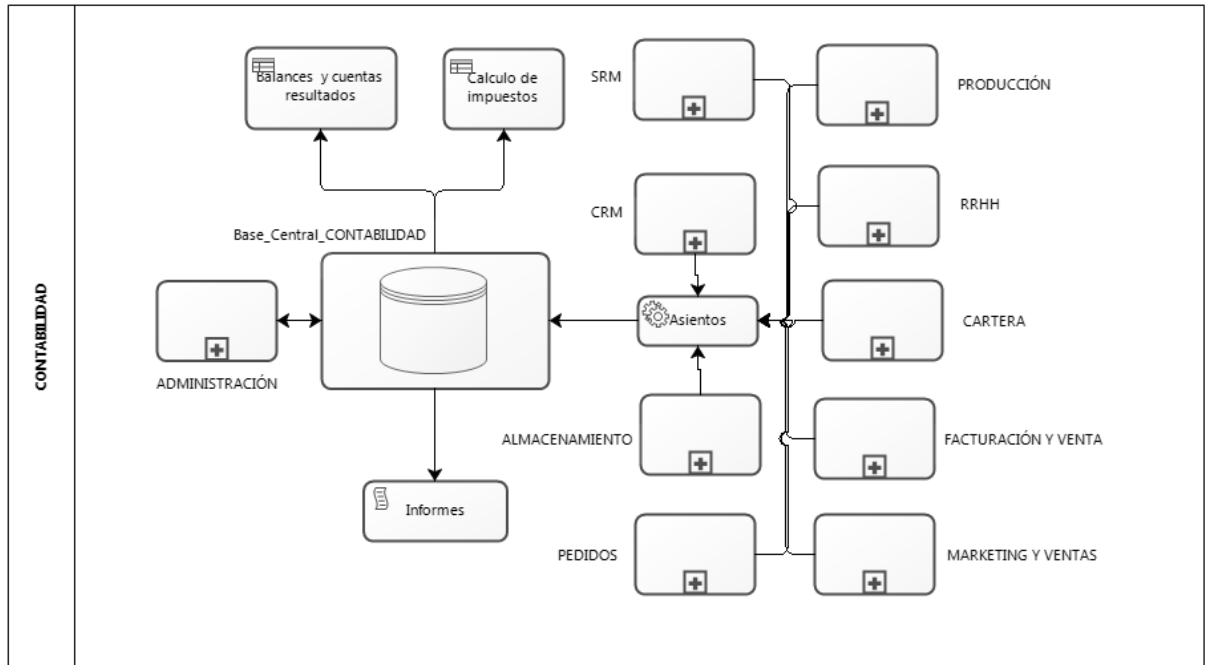 CONTABILIDAD
Balances y cuentas
resultados
Calculo de
impuestos
SRM
PRODUCCIÓN
CRM
RRHH
Base_Central_CONTABILIDAD
Asientos
CARTERA
ADMINISTRACIÓN
ALMACENAMIENTO
FACTURACIÓN Y VENTA
Informes
PEDIDOS
MARKETING Y VENTAS